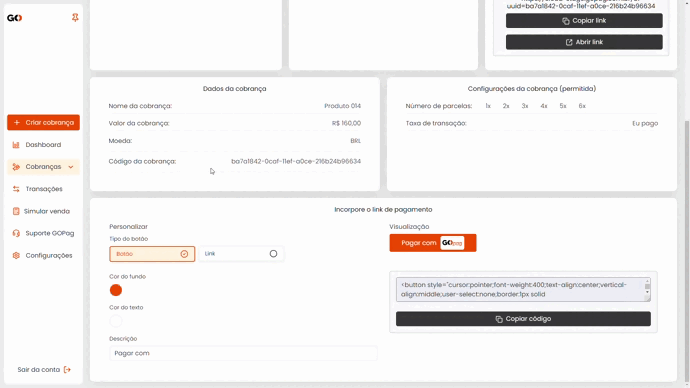 GO
uuid=ba7a1842-0caf-11ef-a0ce-216b24b96634
Copiar link
Abrir link
Criar cobrança
Dashboard
Cobranças
Transações
Simular venda
Suporte GOPag
Configurações
Sair da conta
Dados da cobrança
Nome da cobrança: Produto 014
Valor da cobrança: R$ 160,00
Moeda: BRL
Código da cobrança: ba7a1842-0caf-11ef-a0ce-216b24b96634
Configurações da cobrança (permitida)
Número de parcelas: 1x 2x 3x 4x 5x 6x
Taxa de transação: Eu pago
Incorpore o link de pagamento
Personalizar
Tipo do botão
Botão
Link
Cor do fundo
Cor do texto
Descrição
Pagar com
Visualização
Pagar com GOpag
<button style="cursor:pointer;font-weight:400;text-align:center;vertical-
align:middle;user-select:none;border:1px solid
Copiar código